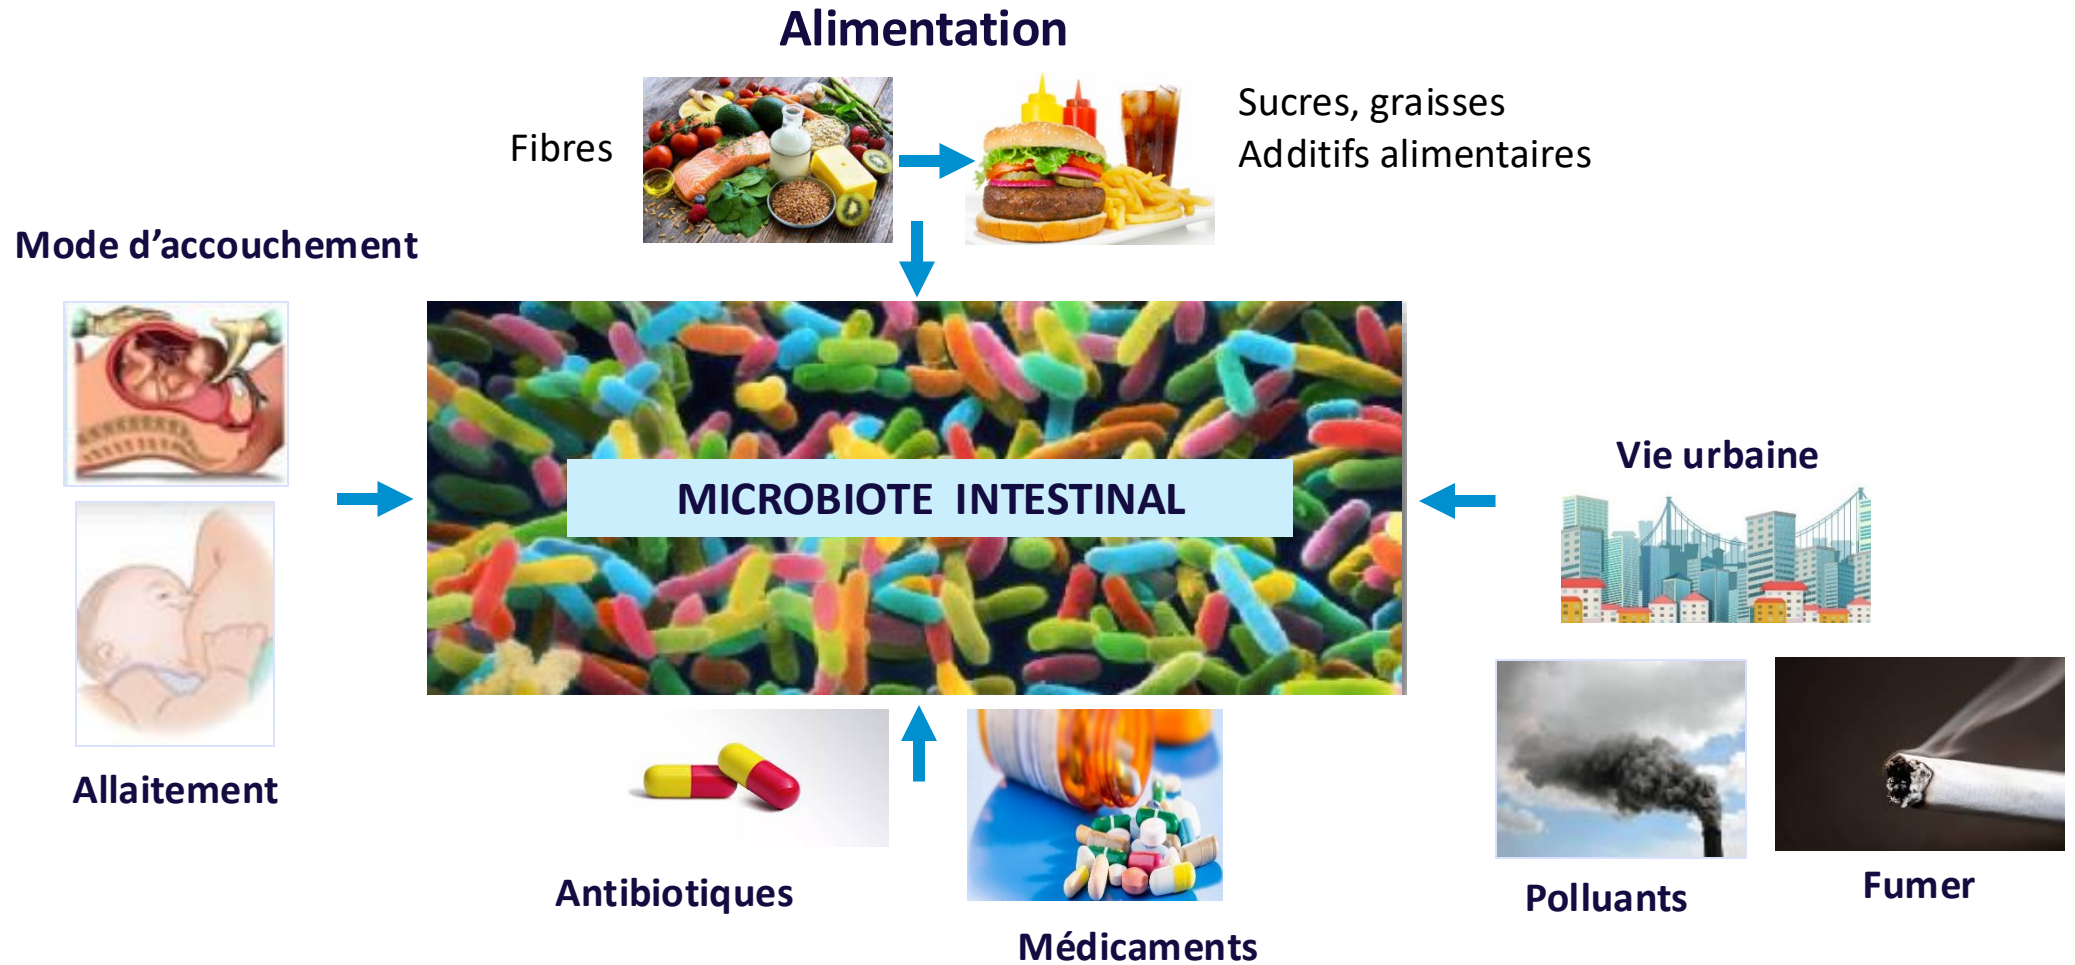 Alimentation
Fibres
Sucres, graisses
Additifs alimentaires
Mode d’accouchement
MICROBIOTE INTESTINAL
Vie urbaine
Allaitement
Antibiotiques
Médicaments
Polluants
Fumer